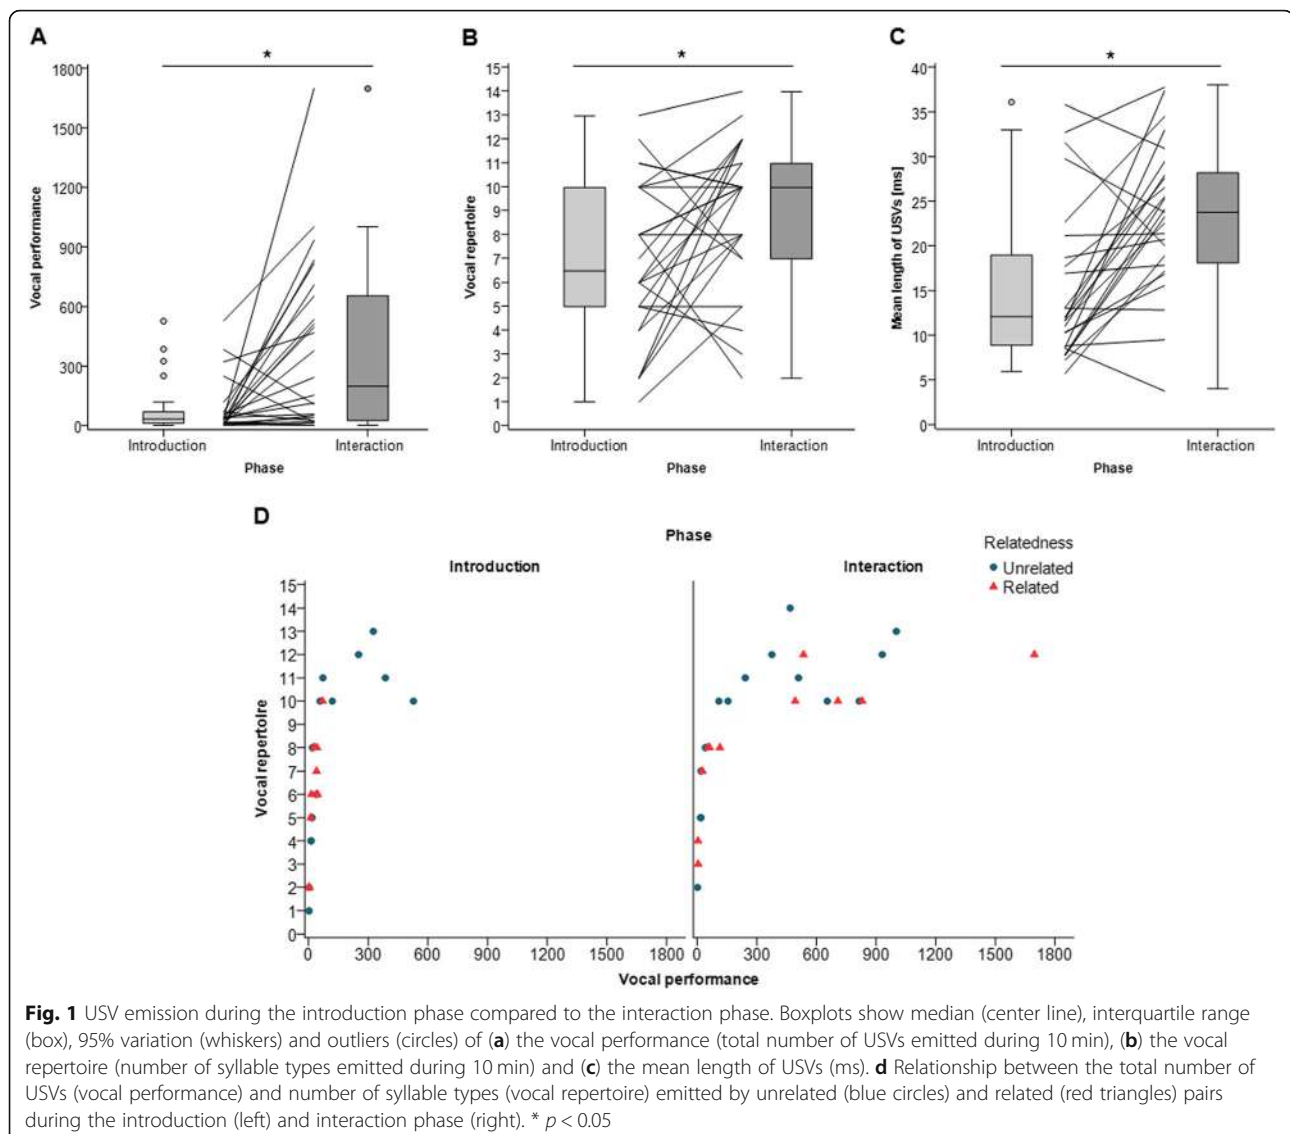 A
*
1800
1500
1200
900
600
300
0
Vocal performance
Introduction
Interaction
Phase
B
*
15
14
13
12
11
10
9
8
7
6
5
4
3
2
1
0
Vocal repertoire
Introduction
Interaction
Phase
C
*
40
35
30
25
20
15
10
5
0
Mean length of USVs [ms]
Introduction
Interaction
Phase
D
Phase
Introduction
Interaction
Relatedness
Unrelated
Related
15
14
13
12
11
10
9
8
7
6
5
4
3
2
1
0
Vocal repertoire
0 300 600 900 1200 1500 1800
0 300 600 900 1200 1500 1800
Vocal performance
Fig. 1 USV emission during the introduction phase compared to the interaction phase. Boxplots show median (center line), interquartile range
(box), 95% variation (whiskers) and outliers (circles) of (a) the vocal performance (total number of USVs emitted during 10 min), (b) the vocal
repertoire (number of syllable types emitted during 10 min) and (c) the mean length of USVs (ms). d Relationship between the total number of
USVs (vocal performance) and number of syllable types (vocal repertoire) emitted by unrelated (blue circles) and related (red triangles) pairs
during the introduction (left) and interaction phase (right). * p < 0.05